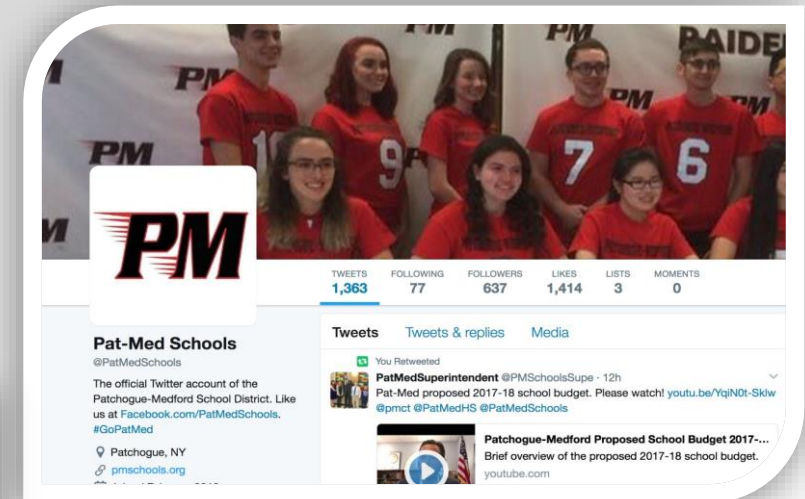 PM
PM
RAIDE
PM
PM
PM
PM
10
9
7
6
PM
TWEETS FOLLOWING FOLLOWERS LIKES LISTS MOMENTS
1,363 77 637 1,414 3 0
Pat-Med Schools
@PatMedSchools
The official Twitter account of the
Patchogue-Medford School District. Like
us at Facebook.com/PatMedSchools.
#GoPatMed
Patchogue, NY
pmschools.org
Tweets Tweets & replies Media
You Retweeted
PatMedSuperintendent @PMSchoolsSupe · 12h
Pat-Med proposed 2017-18 school budget. Please watch! youtu.be/YqiN0t-Sklw
@pmct @PatMedHS @PatMedSchools
Patchogue-Medford Proposed School Budget 2017-...
Brief overview of the proposed 2017-18 school budget.
youtube.com